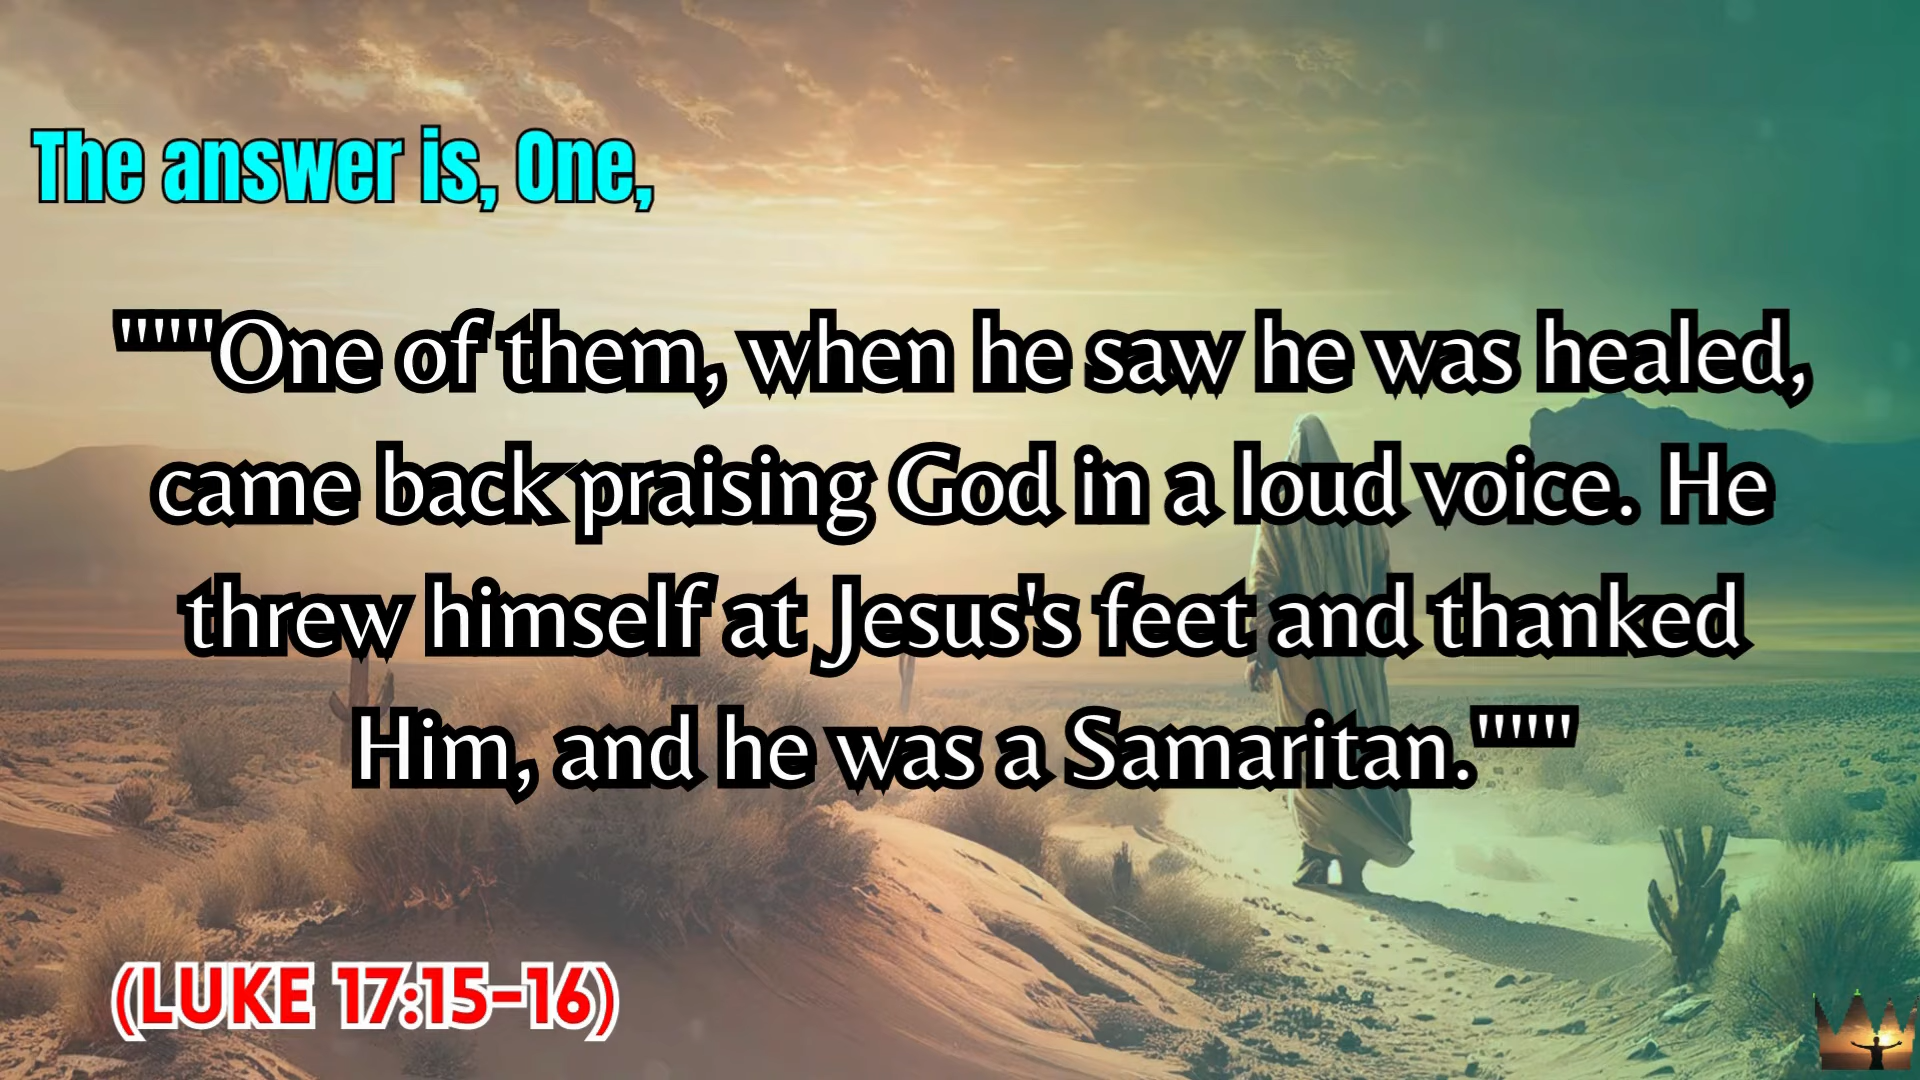 The answer is, One,
"""One of them, when he saw he was healed,
came back praising God in a loud voice. He
threw himself at Jesus's feet and thanked
Him, and he was a Samaritan."""
(LUKE 17:15-16)